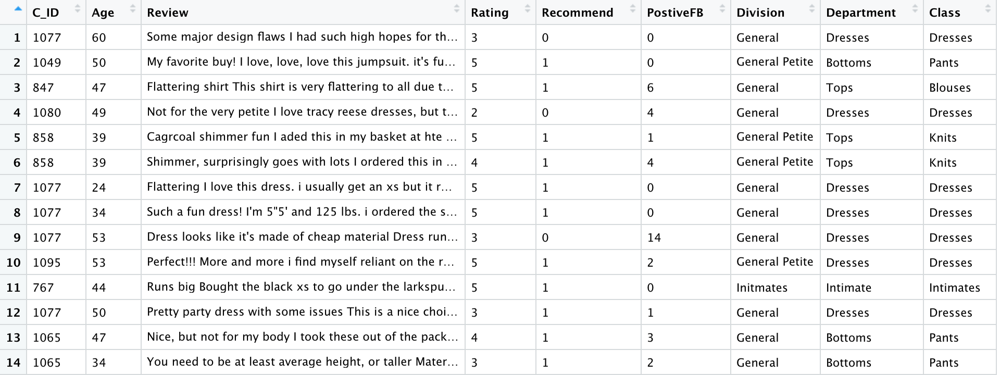 C_ID Age Review Rating Recommend PostiveFB Division Department Class
1 1077 60 Some major design flaws I had such high hopes for th... 3 0 0 General Dresses Dresses
2 1049 50 My favorite buy! I love, love, love this jumpsuit. it's fu... 5 1 0 General Petite Bottoms Pants
3 847 47 Flattering shirt This shirt is very flattering to all due t... 5 1 6 General Tops Blouses
4 1080 49 Not for the very petite I love tracy reese dresses, but t... 2 0 4 General Dresses Dresses
5 858 39 Cagrcoal shimmer fun I aded this in my basket at hte ... 5 1 1 General Petite Tops Knits
6 858 39 Shimmer, surprisingly goes with lots I ordered this in ... 4 1 4 General Petite Tops Knits
7 1077 24 Flattering I love this dress. i usually get an xs but it r... 5 1 0 General Dresses Dresses
8 1077 34 Such a fun dress! I'm 5"5' and 125 lbs. i ordered the s... 5 1 0 General Dresses Dresses
9 1077 53 Dress looks like it's made of cheap material Dress run... 3 0 14 General Dresses Dresses
10 1095 53 Perfect!!! More and more i find myself reliant on the r... 5 1 2 General Petite Dresses Dresses
11 767 44 Runs big Bought the black xs to go under the larkspu... 5 1 0 Initmates Intimate Intimates
12 1077 50 Pretty party dress with some issues This is a nice choi... 3 1 1 General Dresses Dresses
13 1065 47 Nice, but not for my body I took these out of the pack... 4 1 3 General Bottoms Pants
14 1065 34 You need to be at least average height, or taller Mater... 3 1 2 General Bottoms Pants